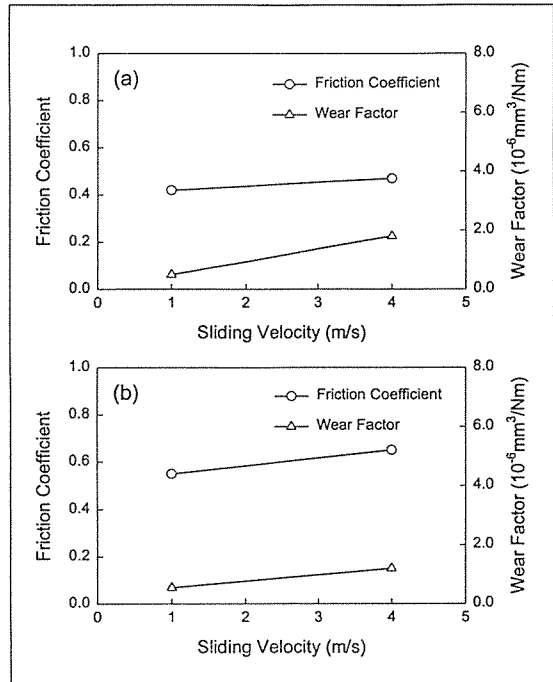 (a)
Friction Coefficient
Wear Factor
1.0
0.8
0.6
0.4
0.2
0.0
8.0
6.0
4.0
2.0
0.0
0
1
2
3
4
5
Friction Coefficient
Wear Factor (10⁻⁶mm³/Nm)
Sliding Velocity (m/s)
(b)
Friction Coefficient
Wear Factor
1.0
0.8
0.6
0.4
0.2
0.0
8.0
6.0
4.0
2.0
0.0
0
1
2
3
4
5
Friction Coefficient
Wear Factor (10⁻⁶mm³/Nm)
Sliding Velocity (m/s)